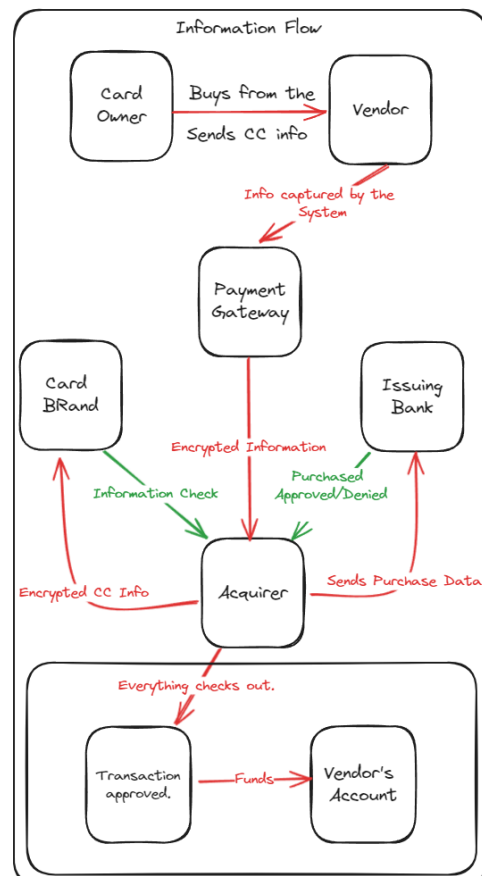 Information Flow
Card
Owner
Buys from the
Sends CC info
Vendor
Info captured by the
System
Payment
Gateway
Card
BRand
Issuing
Bank
Encrypted Information
Information Check
Purchased
Approved/Denied
Encrypted CC Info
Acquirer
Sends Purchase Data
Everything checks out.
Transaction
approved.
Funds
Vendor's
Account